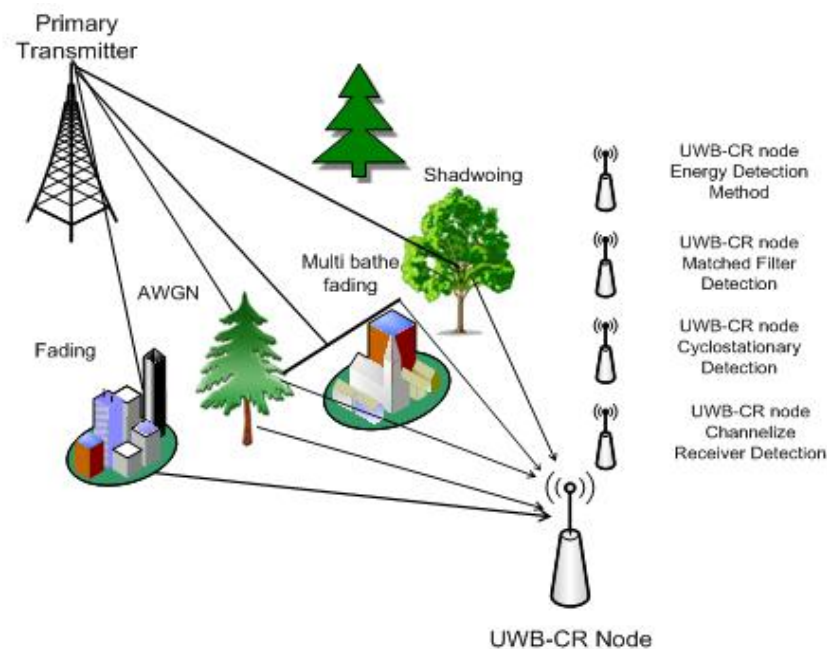 Primary
Transmitter
Shadwoing
Multi bathe
fading
AWGN
Fading
UWB-CR node
Energy Detection
Method
UWB-CR node
Matched Filter
Detection
UWB-CR node
Cyclostationary
Detection
UWB-CR node
Channelize
Receiver Detection
UWB-CR Node